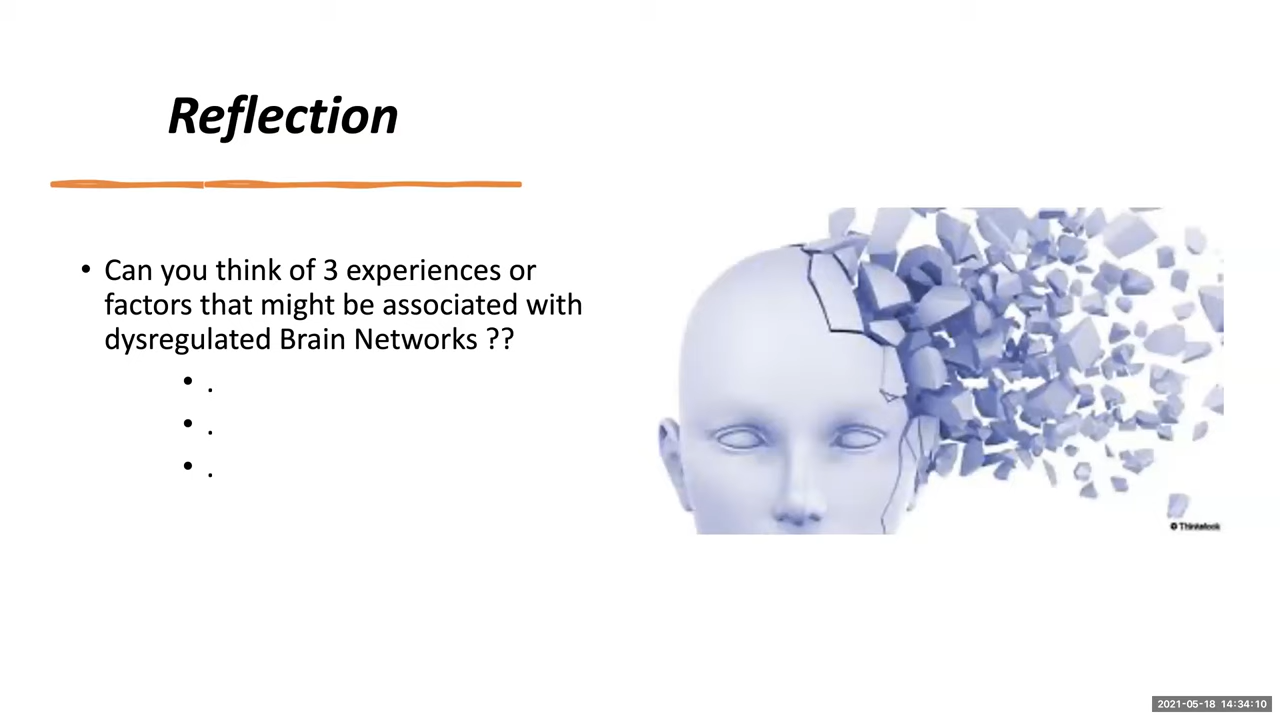 Reflection
• Can you think of 3 experiences or
factors that might be associated with
dysregulated Brain Networks ??
• .
• .
• .
© Thinkstock
2021-05-18 14:34:10